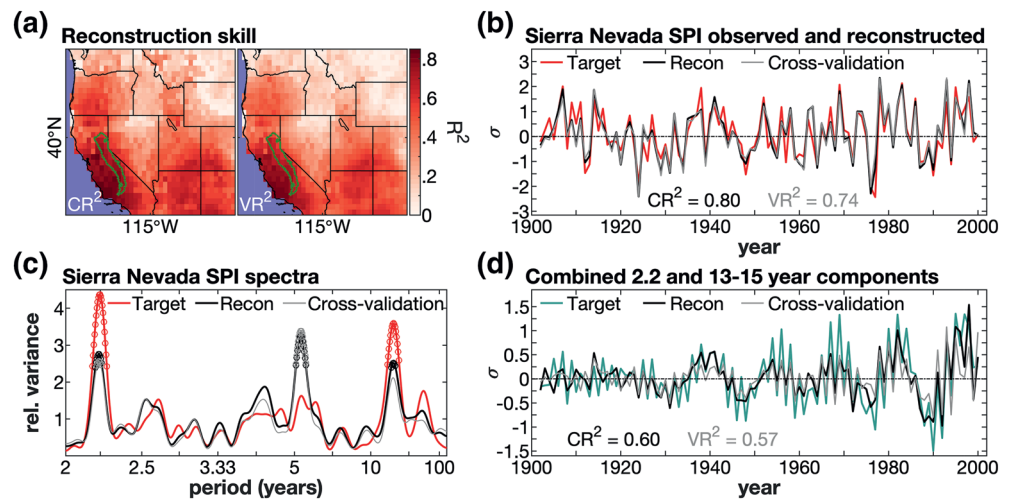 (a)
Reconstruction skill
40°N
CR²
VR²
115°W
115°W
.8
.6
.4
.2
0
R²
(b)
Sierra Nevada SPI observed and reconstructed
Target
Recon
Cross-validation
3
2
1
0
-1
-2
-3
σ
CR² = 0.80
VR² = 0.74
1900
1920
1940
1960
1980
2000
year
(c)
Sierra Nevada SPI spectra
Target
Recon
Cross-validation
4
3
2
1
rel. variance
2
2.5
3.33
5
10
100
period (years)
(d)
Combined 2.2 and 13-15 year components
Target
Recon
Cross-validation
1.5
1
0.5
0
-0.5
-1
-1.5
σ
CR² = 0.60
VR² = 0.57
1900
1920
1940
1960
1980
2000
year